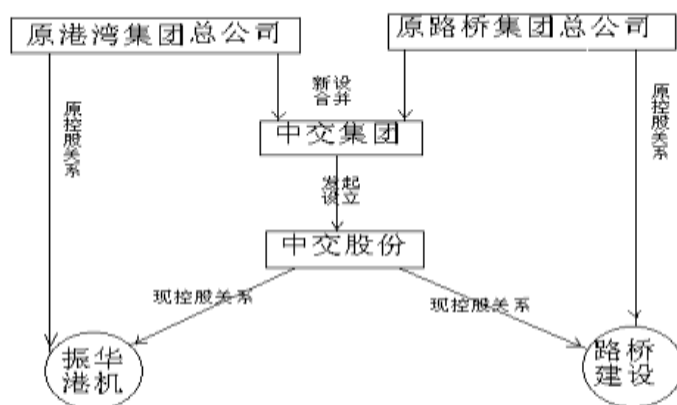 原港湾集团总公司
原路桥集团总公司
新设
合并
原控股关系
原控股关系
中交集团
发起
设立
中交股份
现控股关系
现控股关系
振华
港机
路桥
建设